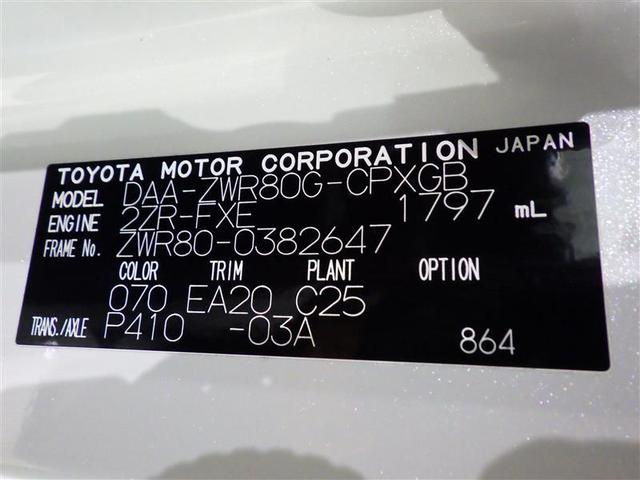 TOYOTA MOTOR CORPORATION JAPAN
MODEL DAA-ZWR80G-CPXGB
ENGINE 2ZR-FXE 1797 mL
FRAME No. ZWR80-0382647
COLOR TRIM PLANT OPTION
070 EA20 C25
TRANS./AXLE P410 -03A 864